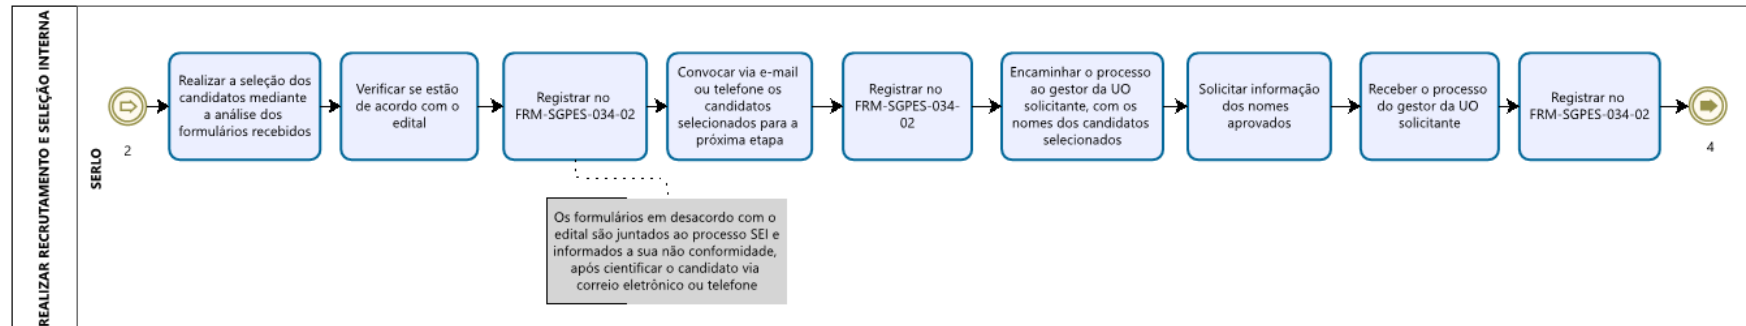 REALIZAR RECRUTAMENTO E SELEÇÃO INTERNA
SERLO
2
Realizar a seleção dos
candidatos mediante
a análise dos
formulários recebidos
Verificar se estão
de acordo com o
edital
Registrar no
FRM-SGPES-034-02
Convocar via e-mail
ou telefone os
candidatos
selecionados para a
próxima etapa
Registrar no
FRM-SGPES-034-
02
Encaminhar o processo
ao gestor da UO
solicitante, com os
nomes dos candidatos
selecionados
Solicitar informação
dos nomes
aprovados
Receber o processo
do gestor da UO
solicitante
Registrar no
FRM-SGPES-034-02
4
Os formulários em desacordo com o
edital são juntados ao processo SEI e
informados a sua não conformidade,
após cientificar o candidato via
correio eletrônico ou telefone